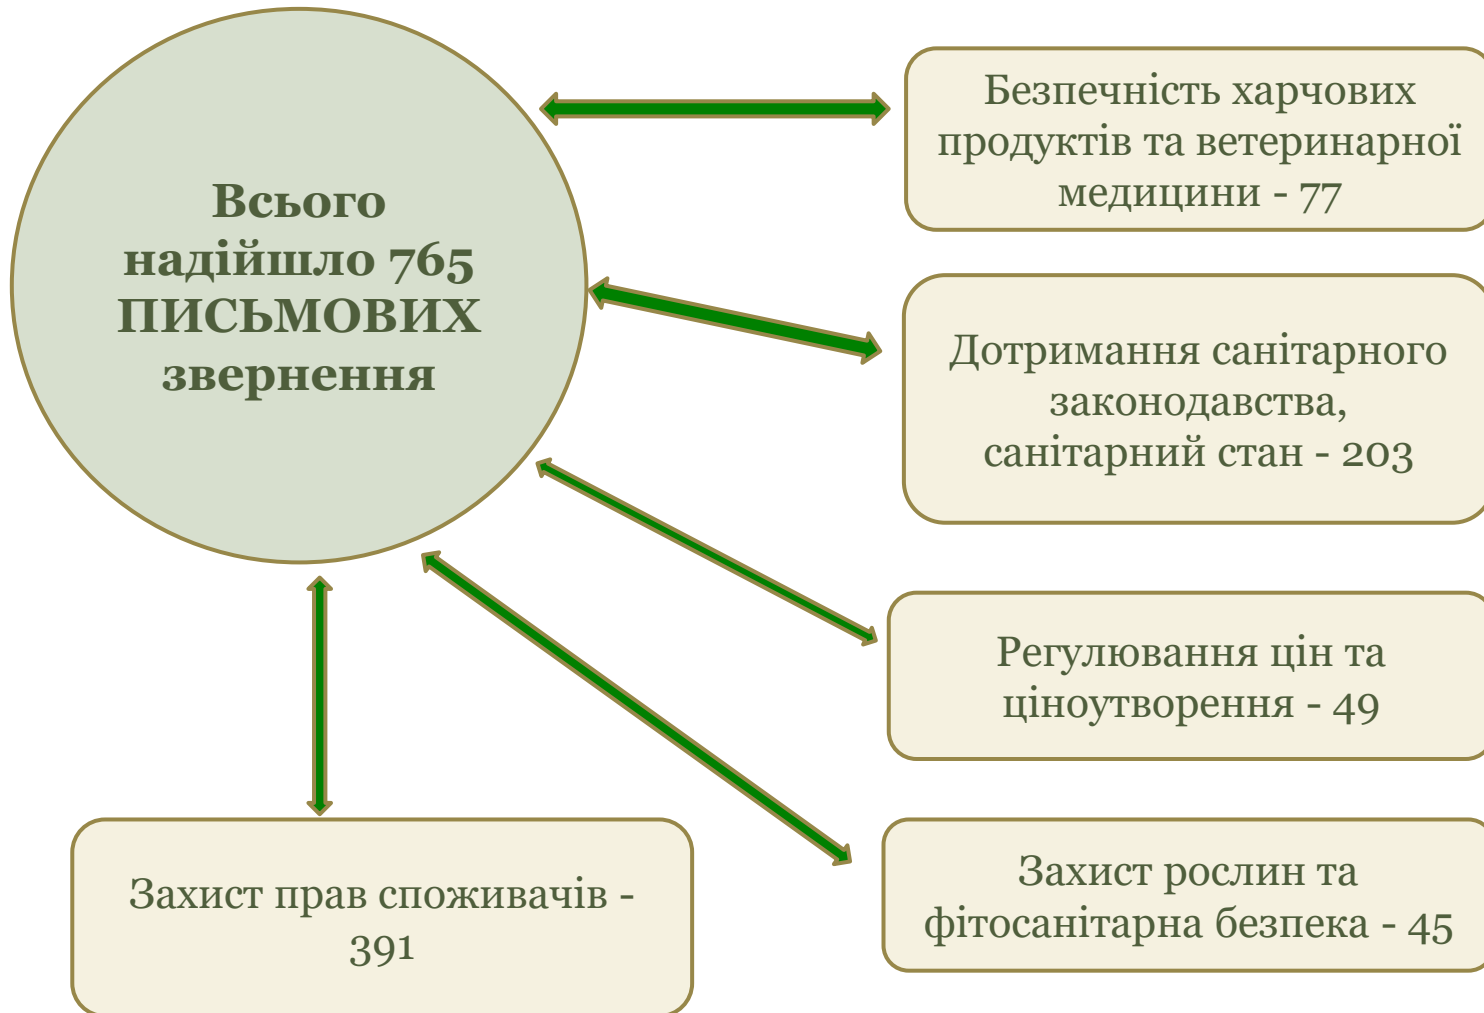 Всього
надійшло 765
ПИСЬМОВИХ
звернення
Безпечність харчових
продуктів та ветеринарної
медицини - 77
Дотримання санітарного
законодавства,
санітарний стан - 203
Регулювання цін та
ціноутворення - 49
Захист рослин та
фітосанітарна безпека - 45
Захист прав споживачів -
391